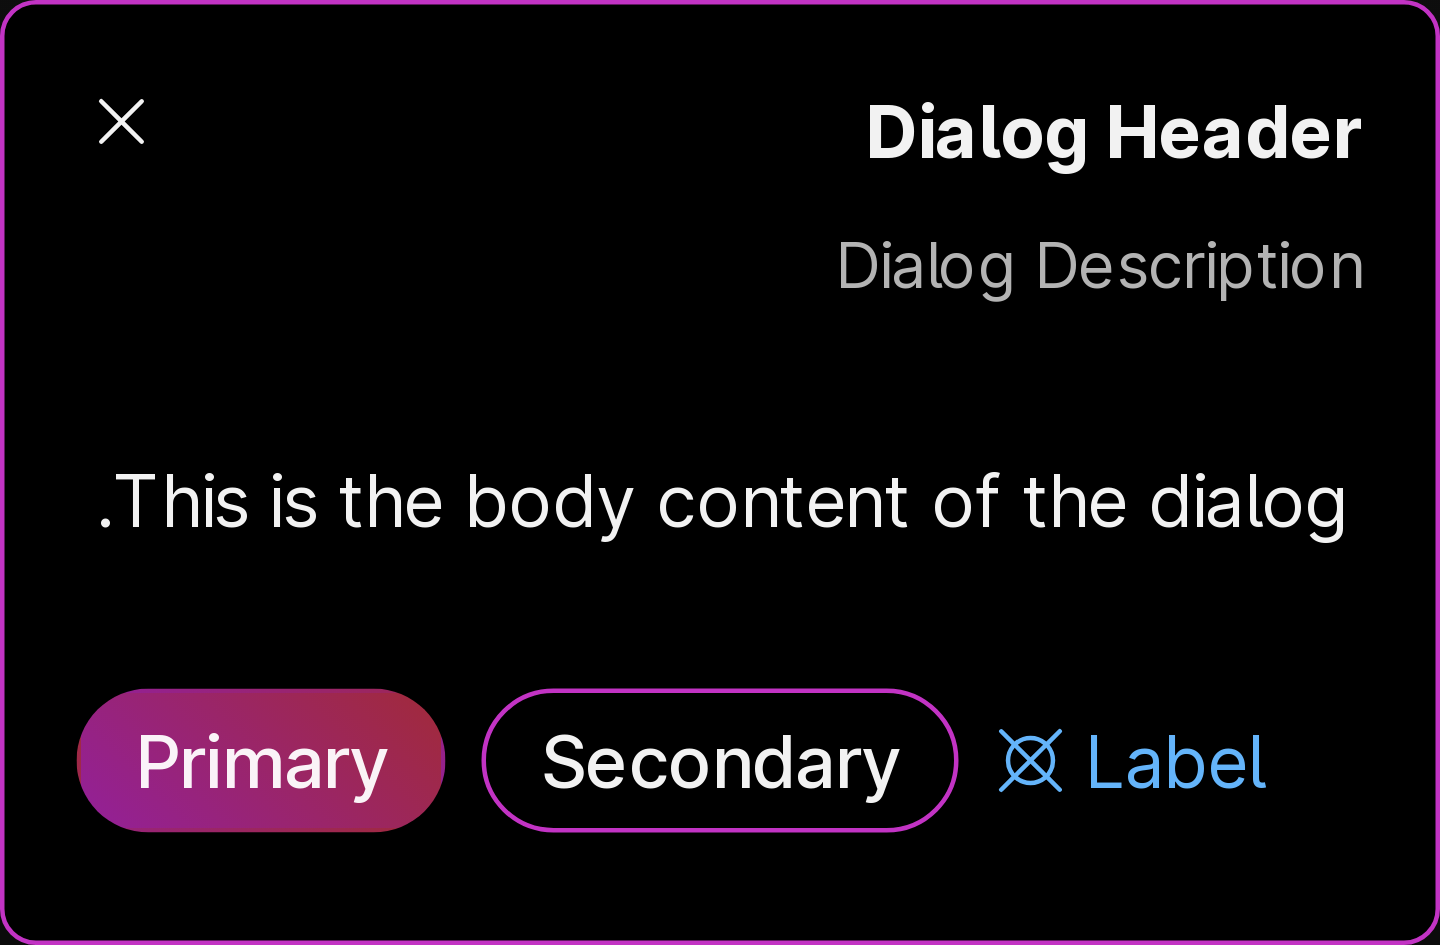 Dialog Header
Dialog Description
.This is the body content of the dialog
Primary
Secondary
Label